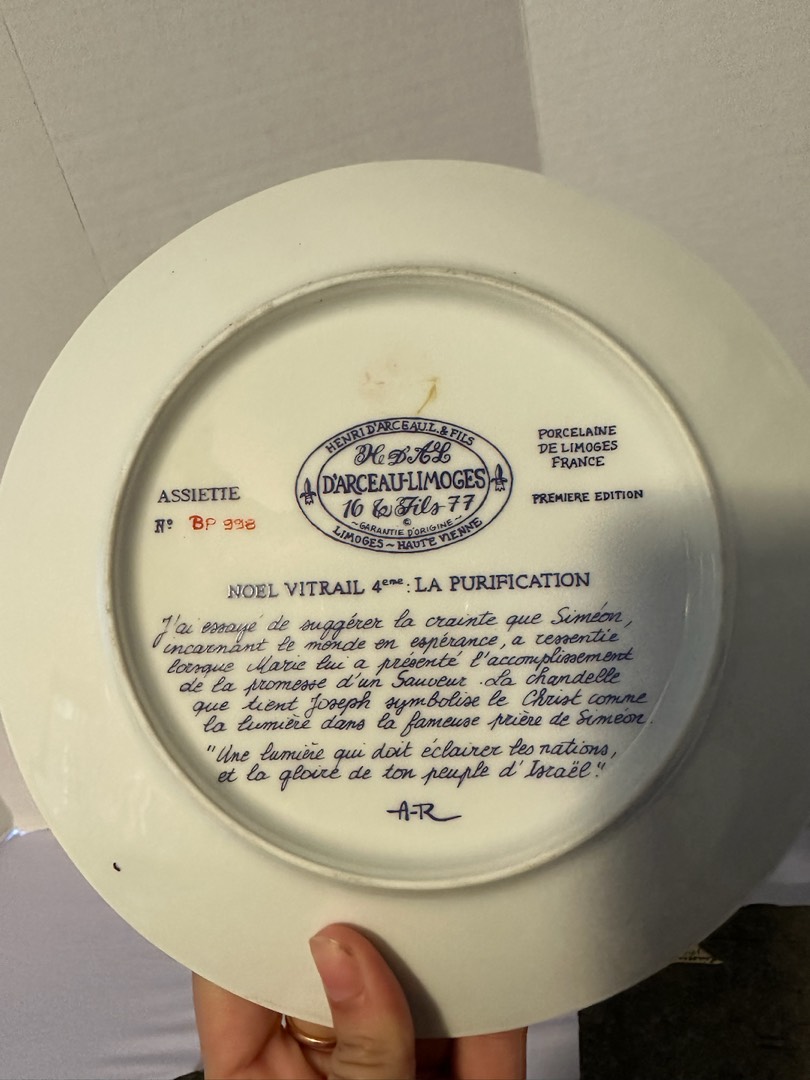 HENRI D'ARCEAU L. & FILS
H. D'A L
D'ARCEAU-LIMOGES
16 & Fils 77
©
~GARANTIE D'ORIGINE~
LIMOGES ~ HAUTE VIENNE
PORCELAINE
DE LIMOGES
FRANCE
PREMIERE EDITION
ASSIETTE
Nº BP 998
NOEL VITRAIL 4eme : LA PURIFICATION
J'ai essayé de suggérer la crainte que Siméon,
incarnant le monde en espérance, a ressentie
lorsque Marie lui a présenté l'accomplissement
de la promesse d'un Sauveur. La chandelle
que tient Joseph symbolise le Christ comme
la lumière dans la fameuse prière de Siméon.
"Une lumière qui doit éclairer les nations,
et la gloire de ton peuple d'Israël".
A-R